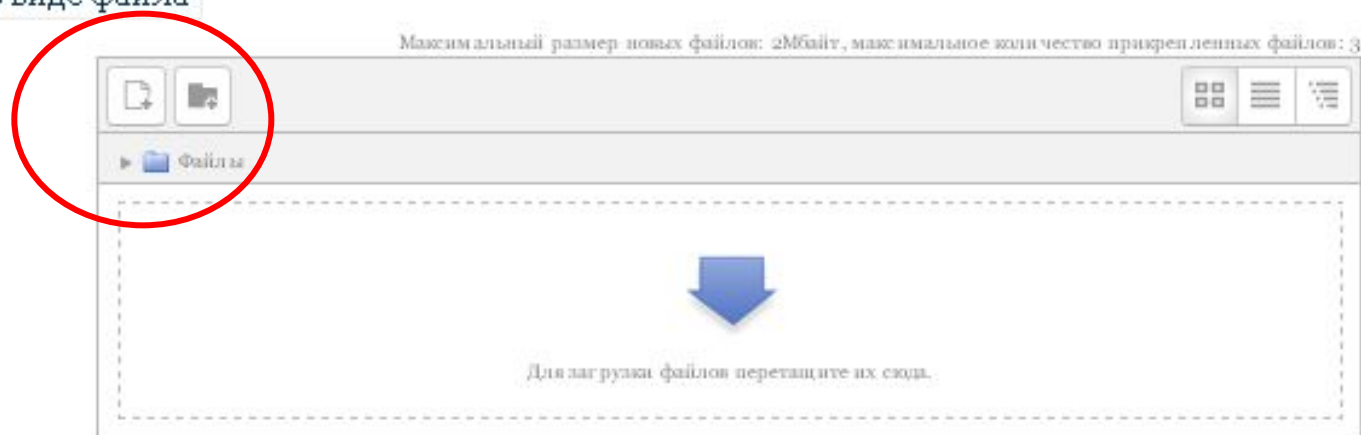 виде файла
Максимальный размер новых файлов: 2Мбайт, максимальное количество прикрепленных файлов: 3
Файлы
Для загрузки файлов перетащите их сюда.